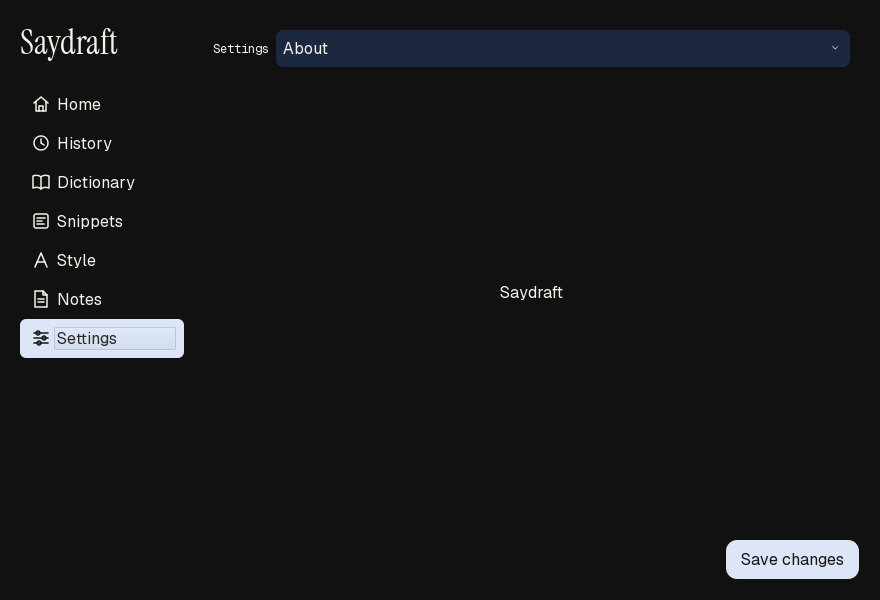 Saydraft
Settings
About
Home
History
Dictionary
Snippets
Style
Notes
Settings
Saydraft
Save changes